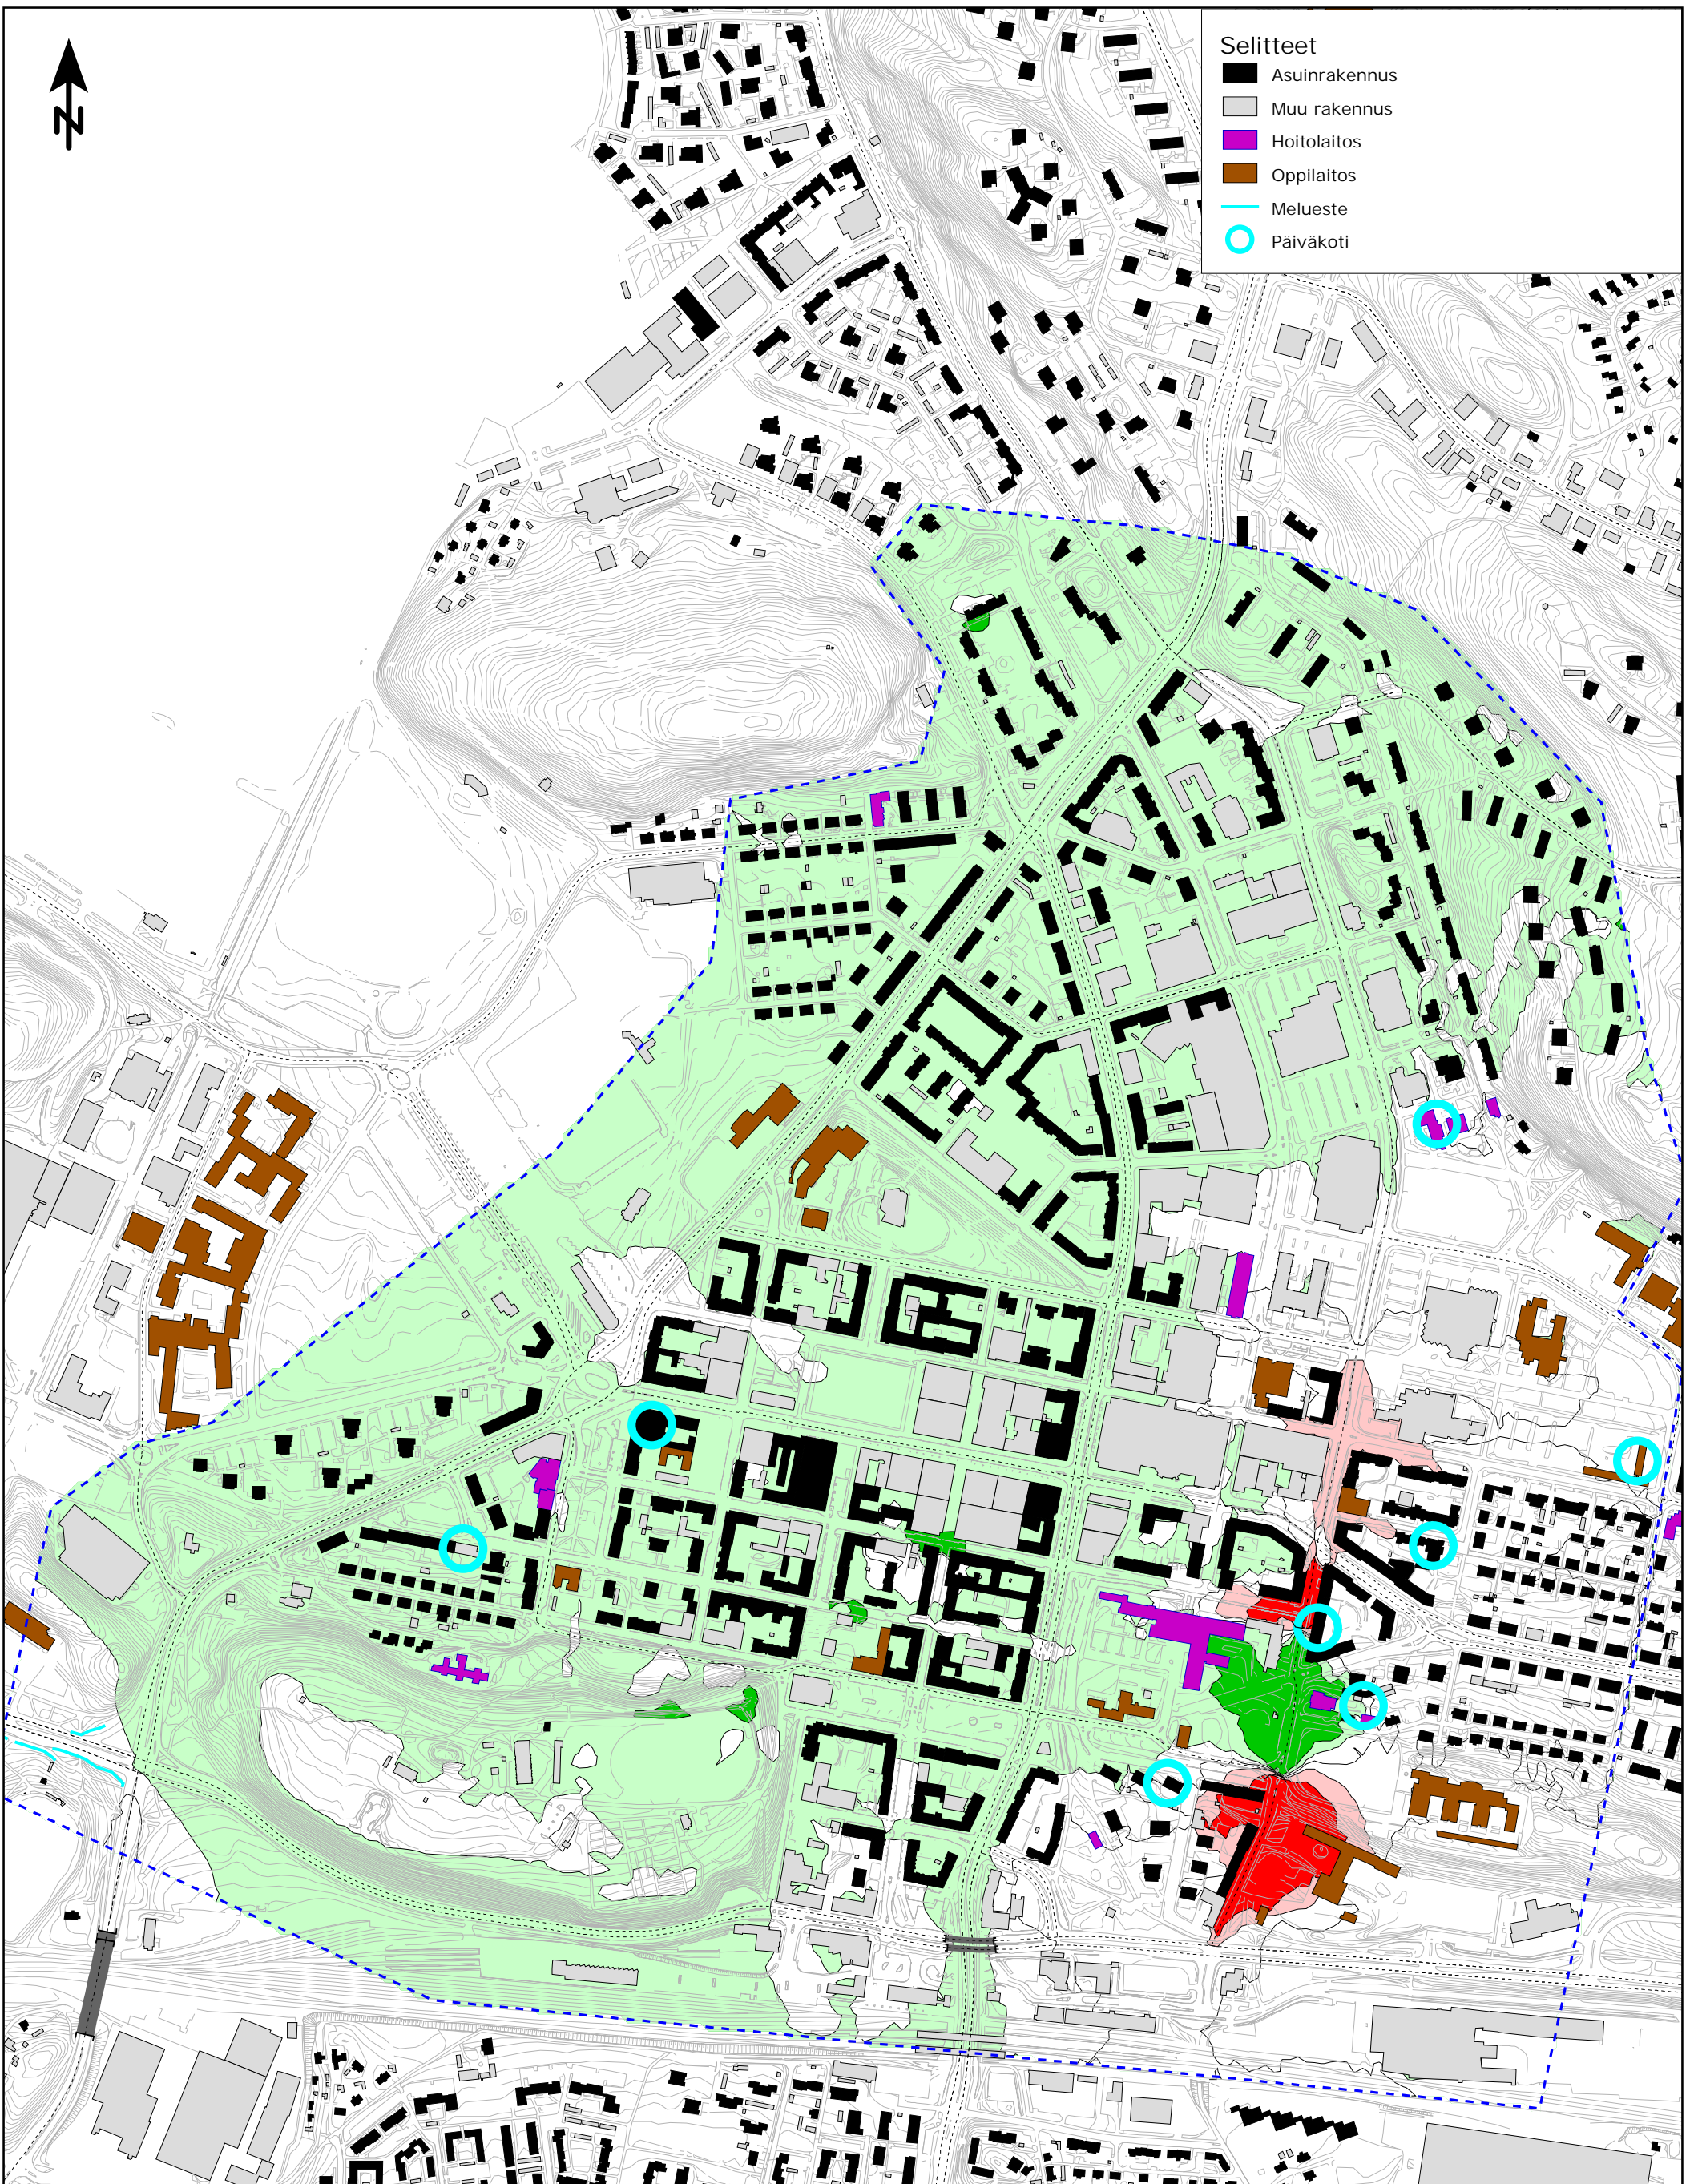 N
Selitteet
Asuinrakennus
Muu rakennus
Hoitolaitos
Oppilaitos
Melueste
Päiväkoti